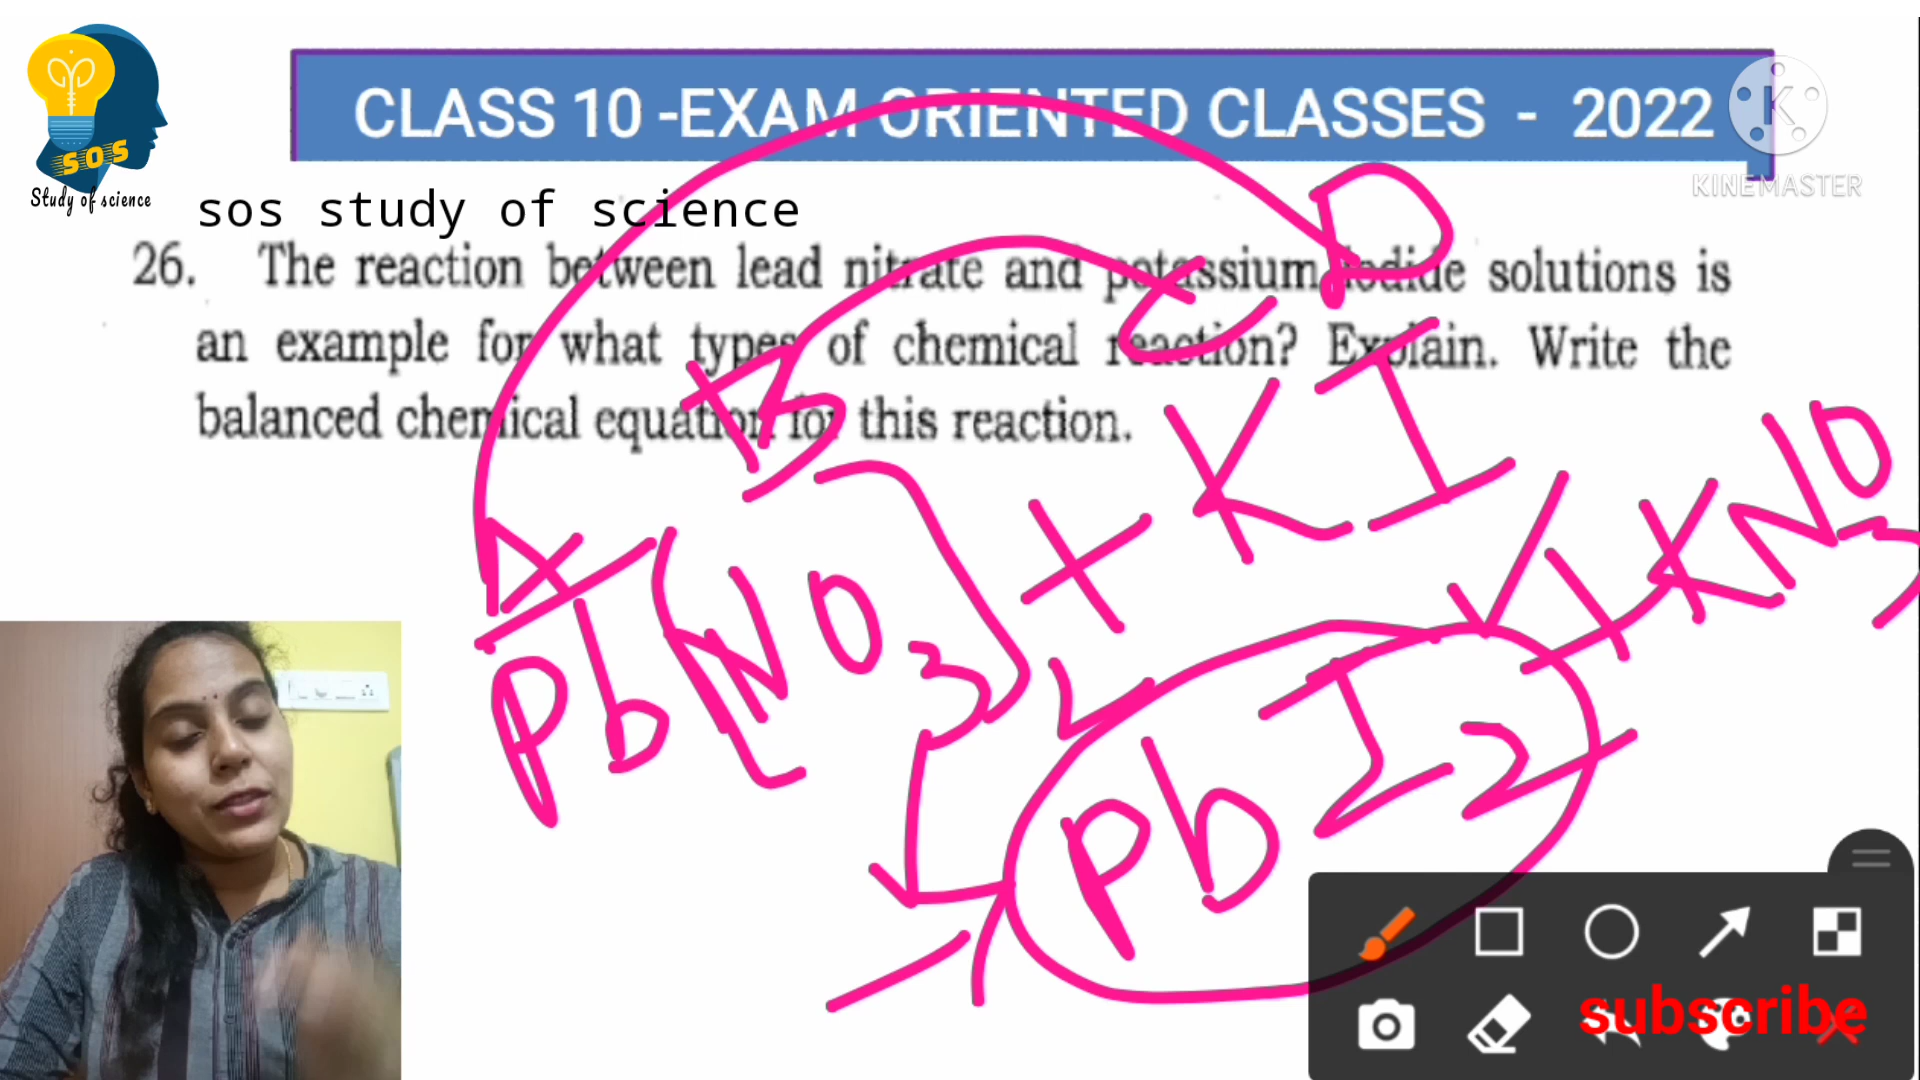 CLASS 10 -EXAM ORIENTED CLASSES - 2022
SOS
Study of science
KINEMASTER
sos study of science
26. The reaction between lead nitrate and potassium iodide solutions is
an example for what types of chemical reaction? Explain. Write the
balanced chemical equation for this reaction.
A B C D
Pb(NO3)2 + KI
PbI2 + KNO3
subscribe